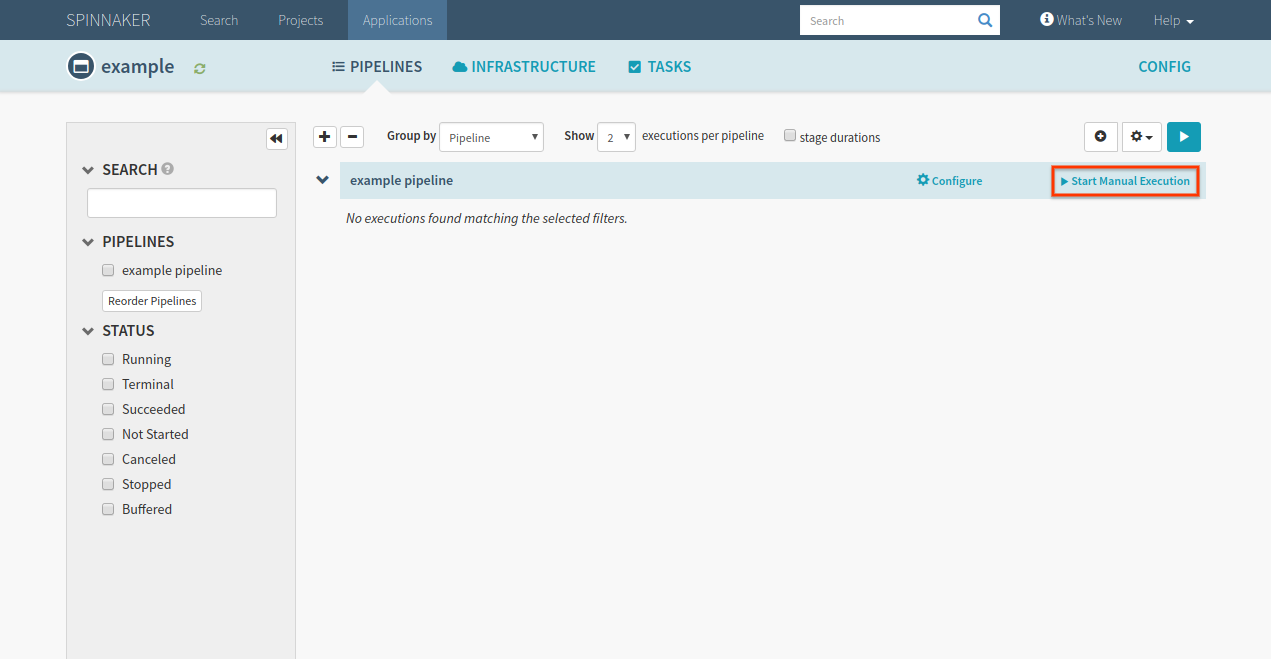 SPINNAKER Search Projects Applications Search What's New Help
example PIPELINES INFRASTRUCTURE TASKS CONFIG
Group by Pipeline Show 2 executions per pipeline stage durations
example pipeline Configure Start Manual Execution
No executions found matching the selected filters.
SEARCH
PIPELINES
example pipeline
Reorder Pipelines
STATUS
Running
Terminal
Succeeded
Not Started
Canceled
Stopped
Buffered